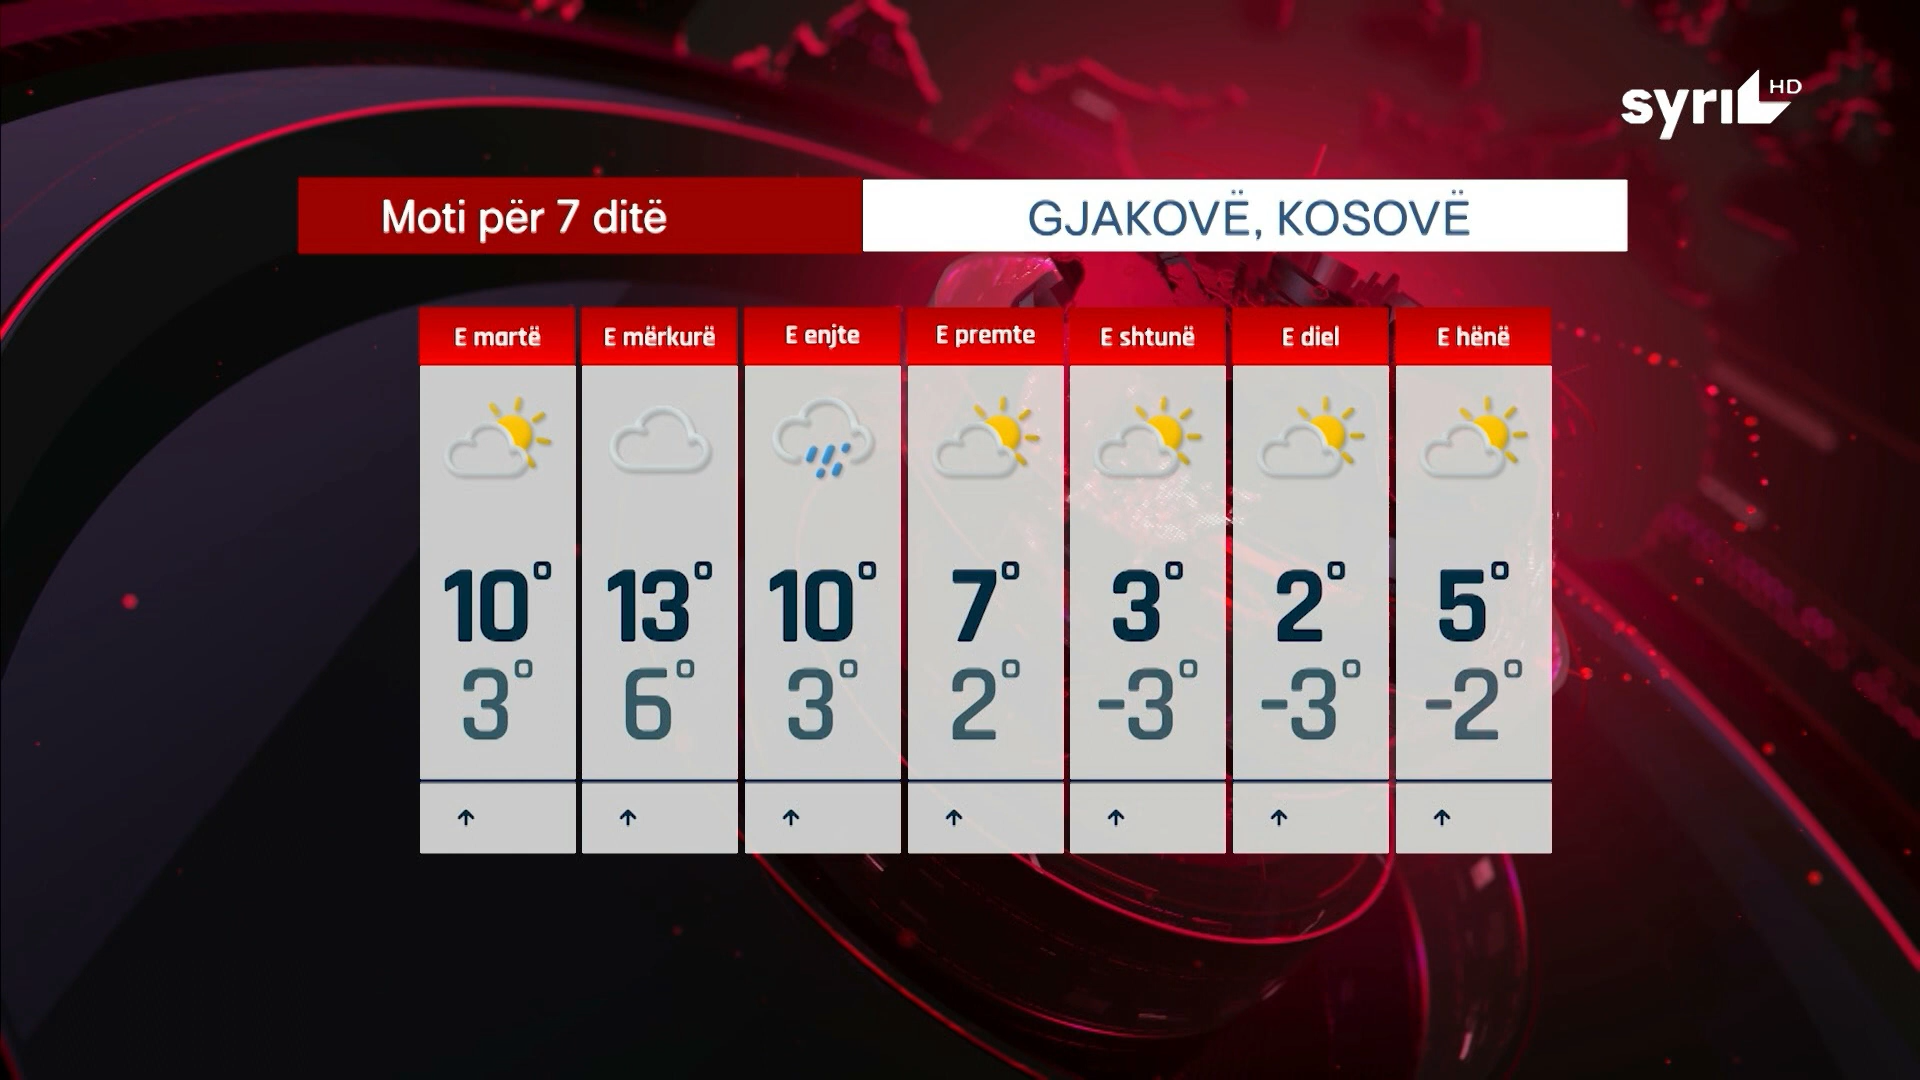 syri HD
Moti për 7 ditë
GJAKOVË, KOSOVË
E martë E mërkurë E enjte E premte E shtunë E diel E hënë
10° 13° 10° 7° 3° 2° 5°
3° 6° 3° 2° -3° -3° -2°